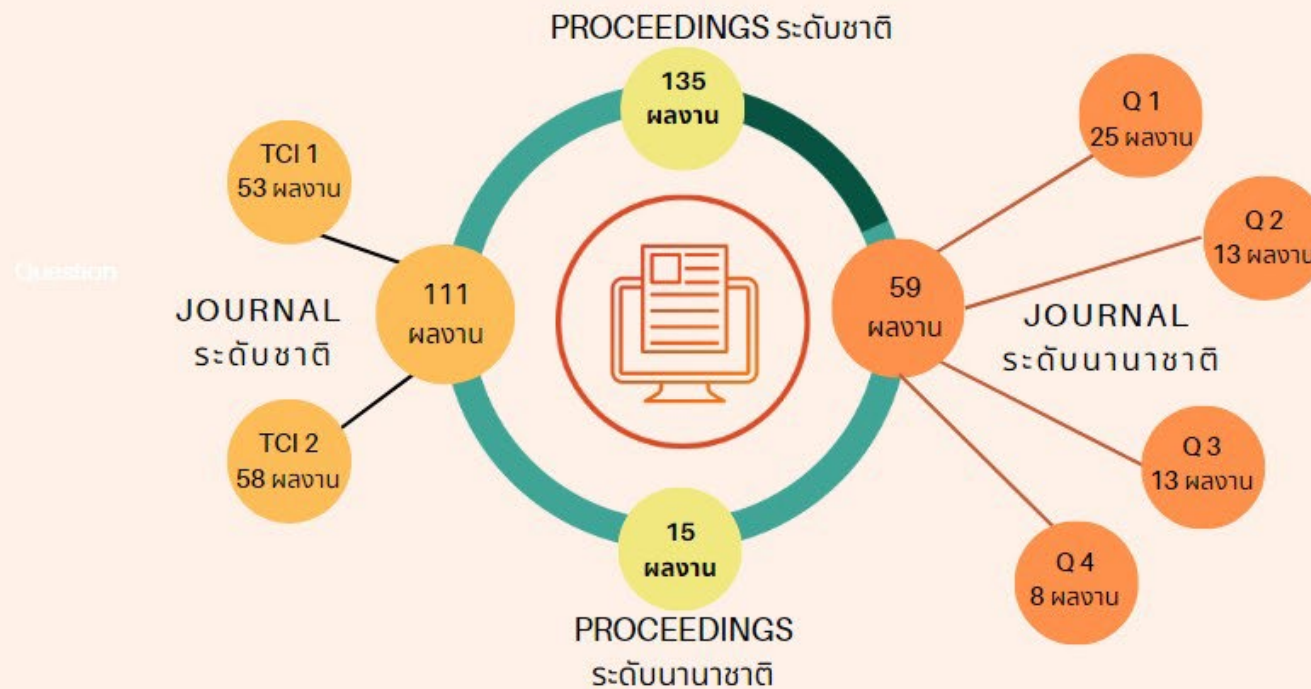 PROCEEDINGS ระดับชาติ
135
ผลงาน
TCI 1
53 ผลงาน
111
ผลงาน
JOURNAL
ระดับชาติ
TCI 2
58 ผลงาน
Question
59
ผลงาน
JOURNAL
ระดับนานาชาติ
Q 1
25 ผลงาน
Q 2
13 ผลงาน
Q 3
13 ผลงาน
Q 4
8 ผลงาน
15
ผลงาน
PROCEEDINGS
ระดับนานาชาติ